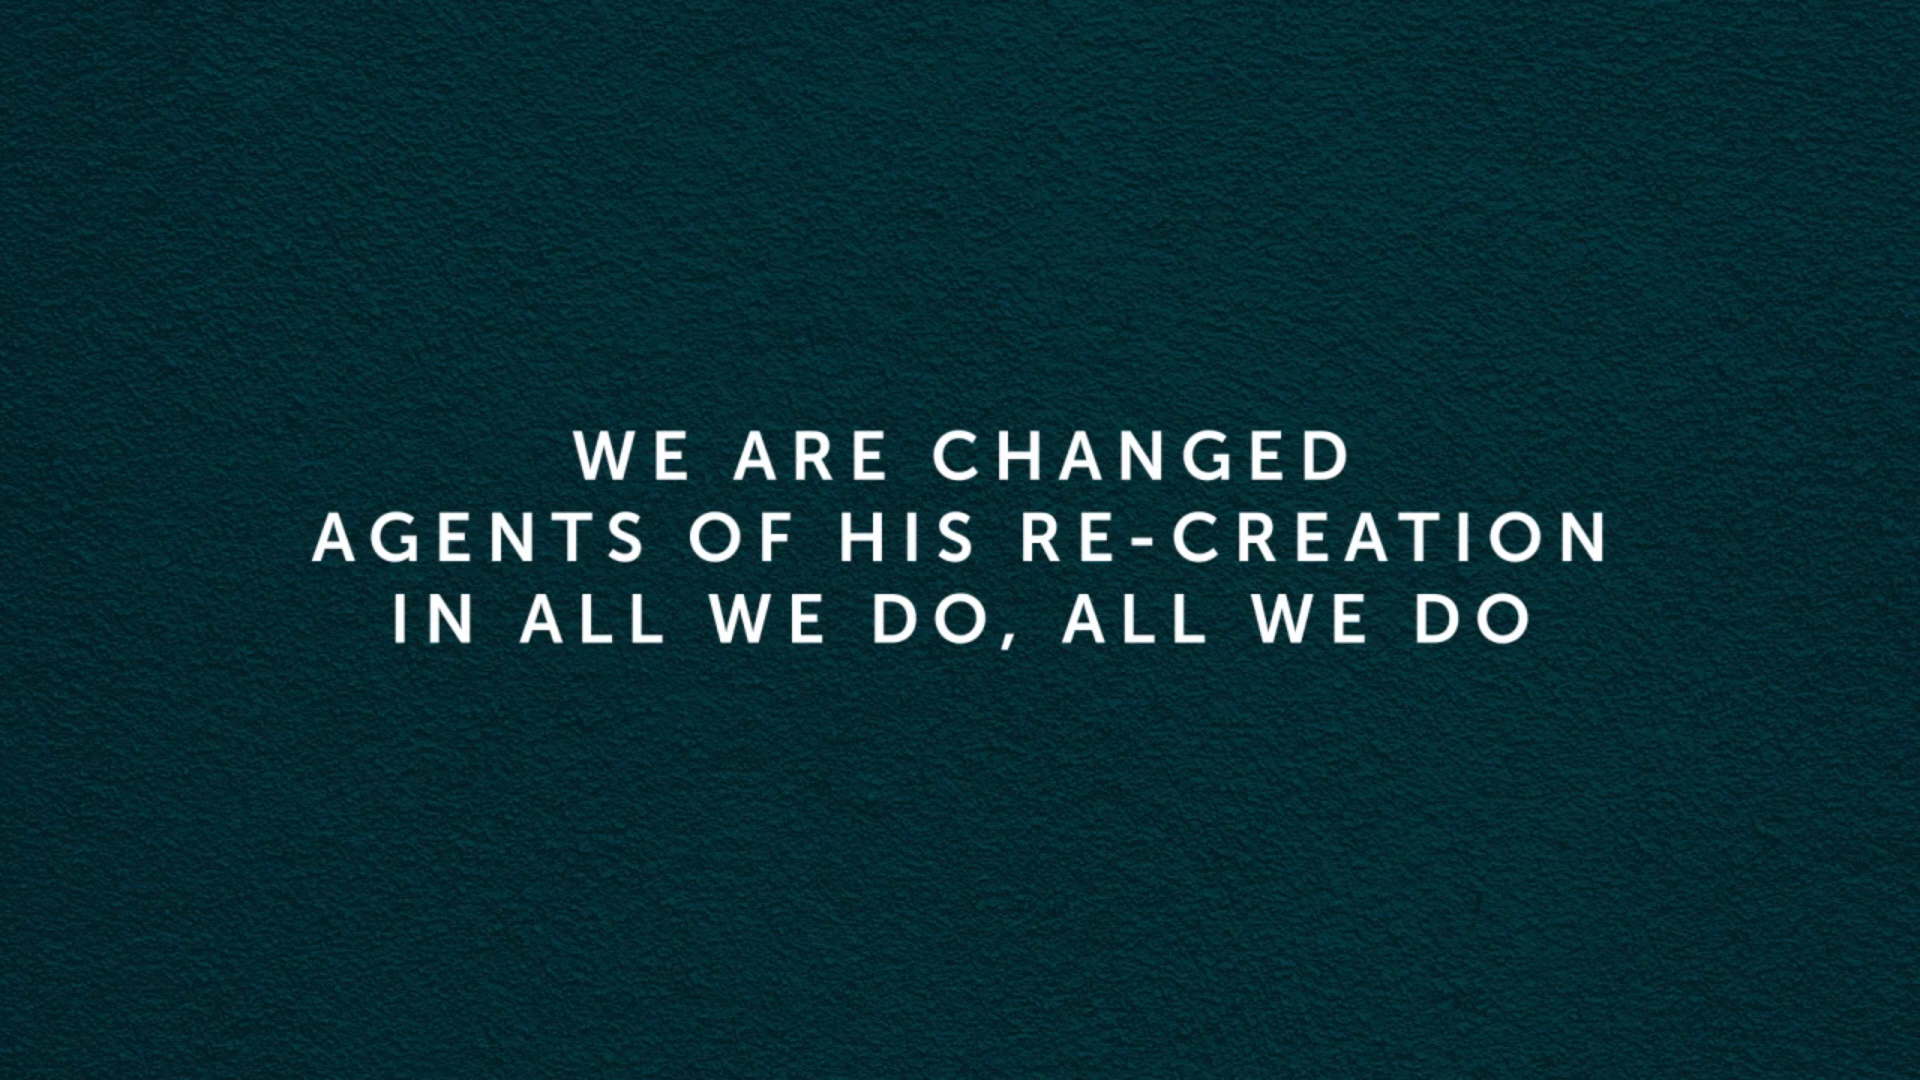 WE ARE CHANGED
AGENTS OF HIS RE-CREATION
IN ALL WE DO, ALL WE DO